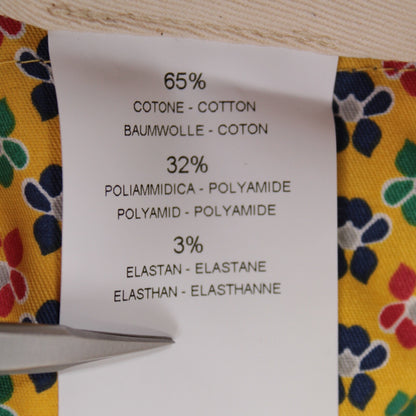 65%
COTONE - COTTON
BAUMWOLLE - COTON
32%
POLIAMMIDICA - POLYAMIDE
POLYAMID - POLYAMIDE
3%
ELASTAN - ELASTANE
ELASTHAN - ELASTHANNE